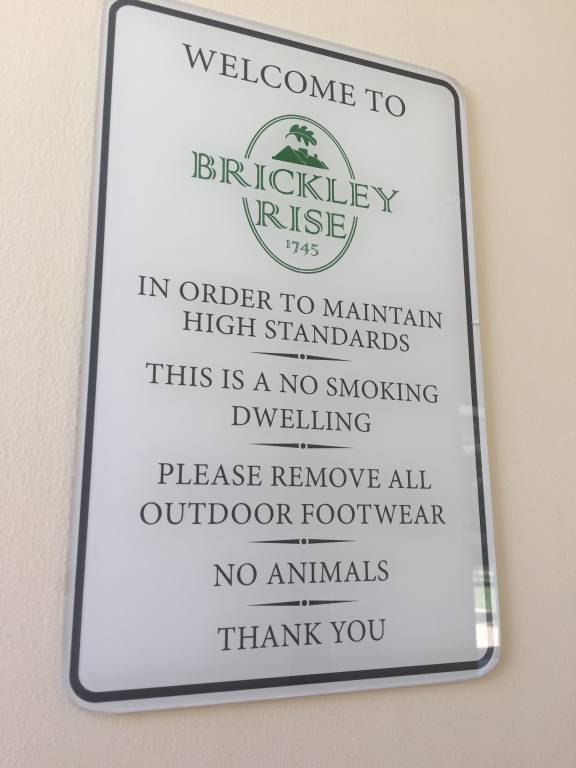 WELCOME TO
BRICKLEY
RISE
1745
IN ORDER TO MAINTAIN
HIGH STANDARDS
THIS IS A NO SMOKING
DWELLING
PLEASE REMOVE ALL
OUTDOOR FOOTWEAR
NO ANIMALS
THANK YOU